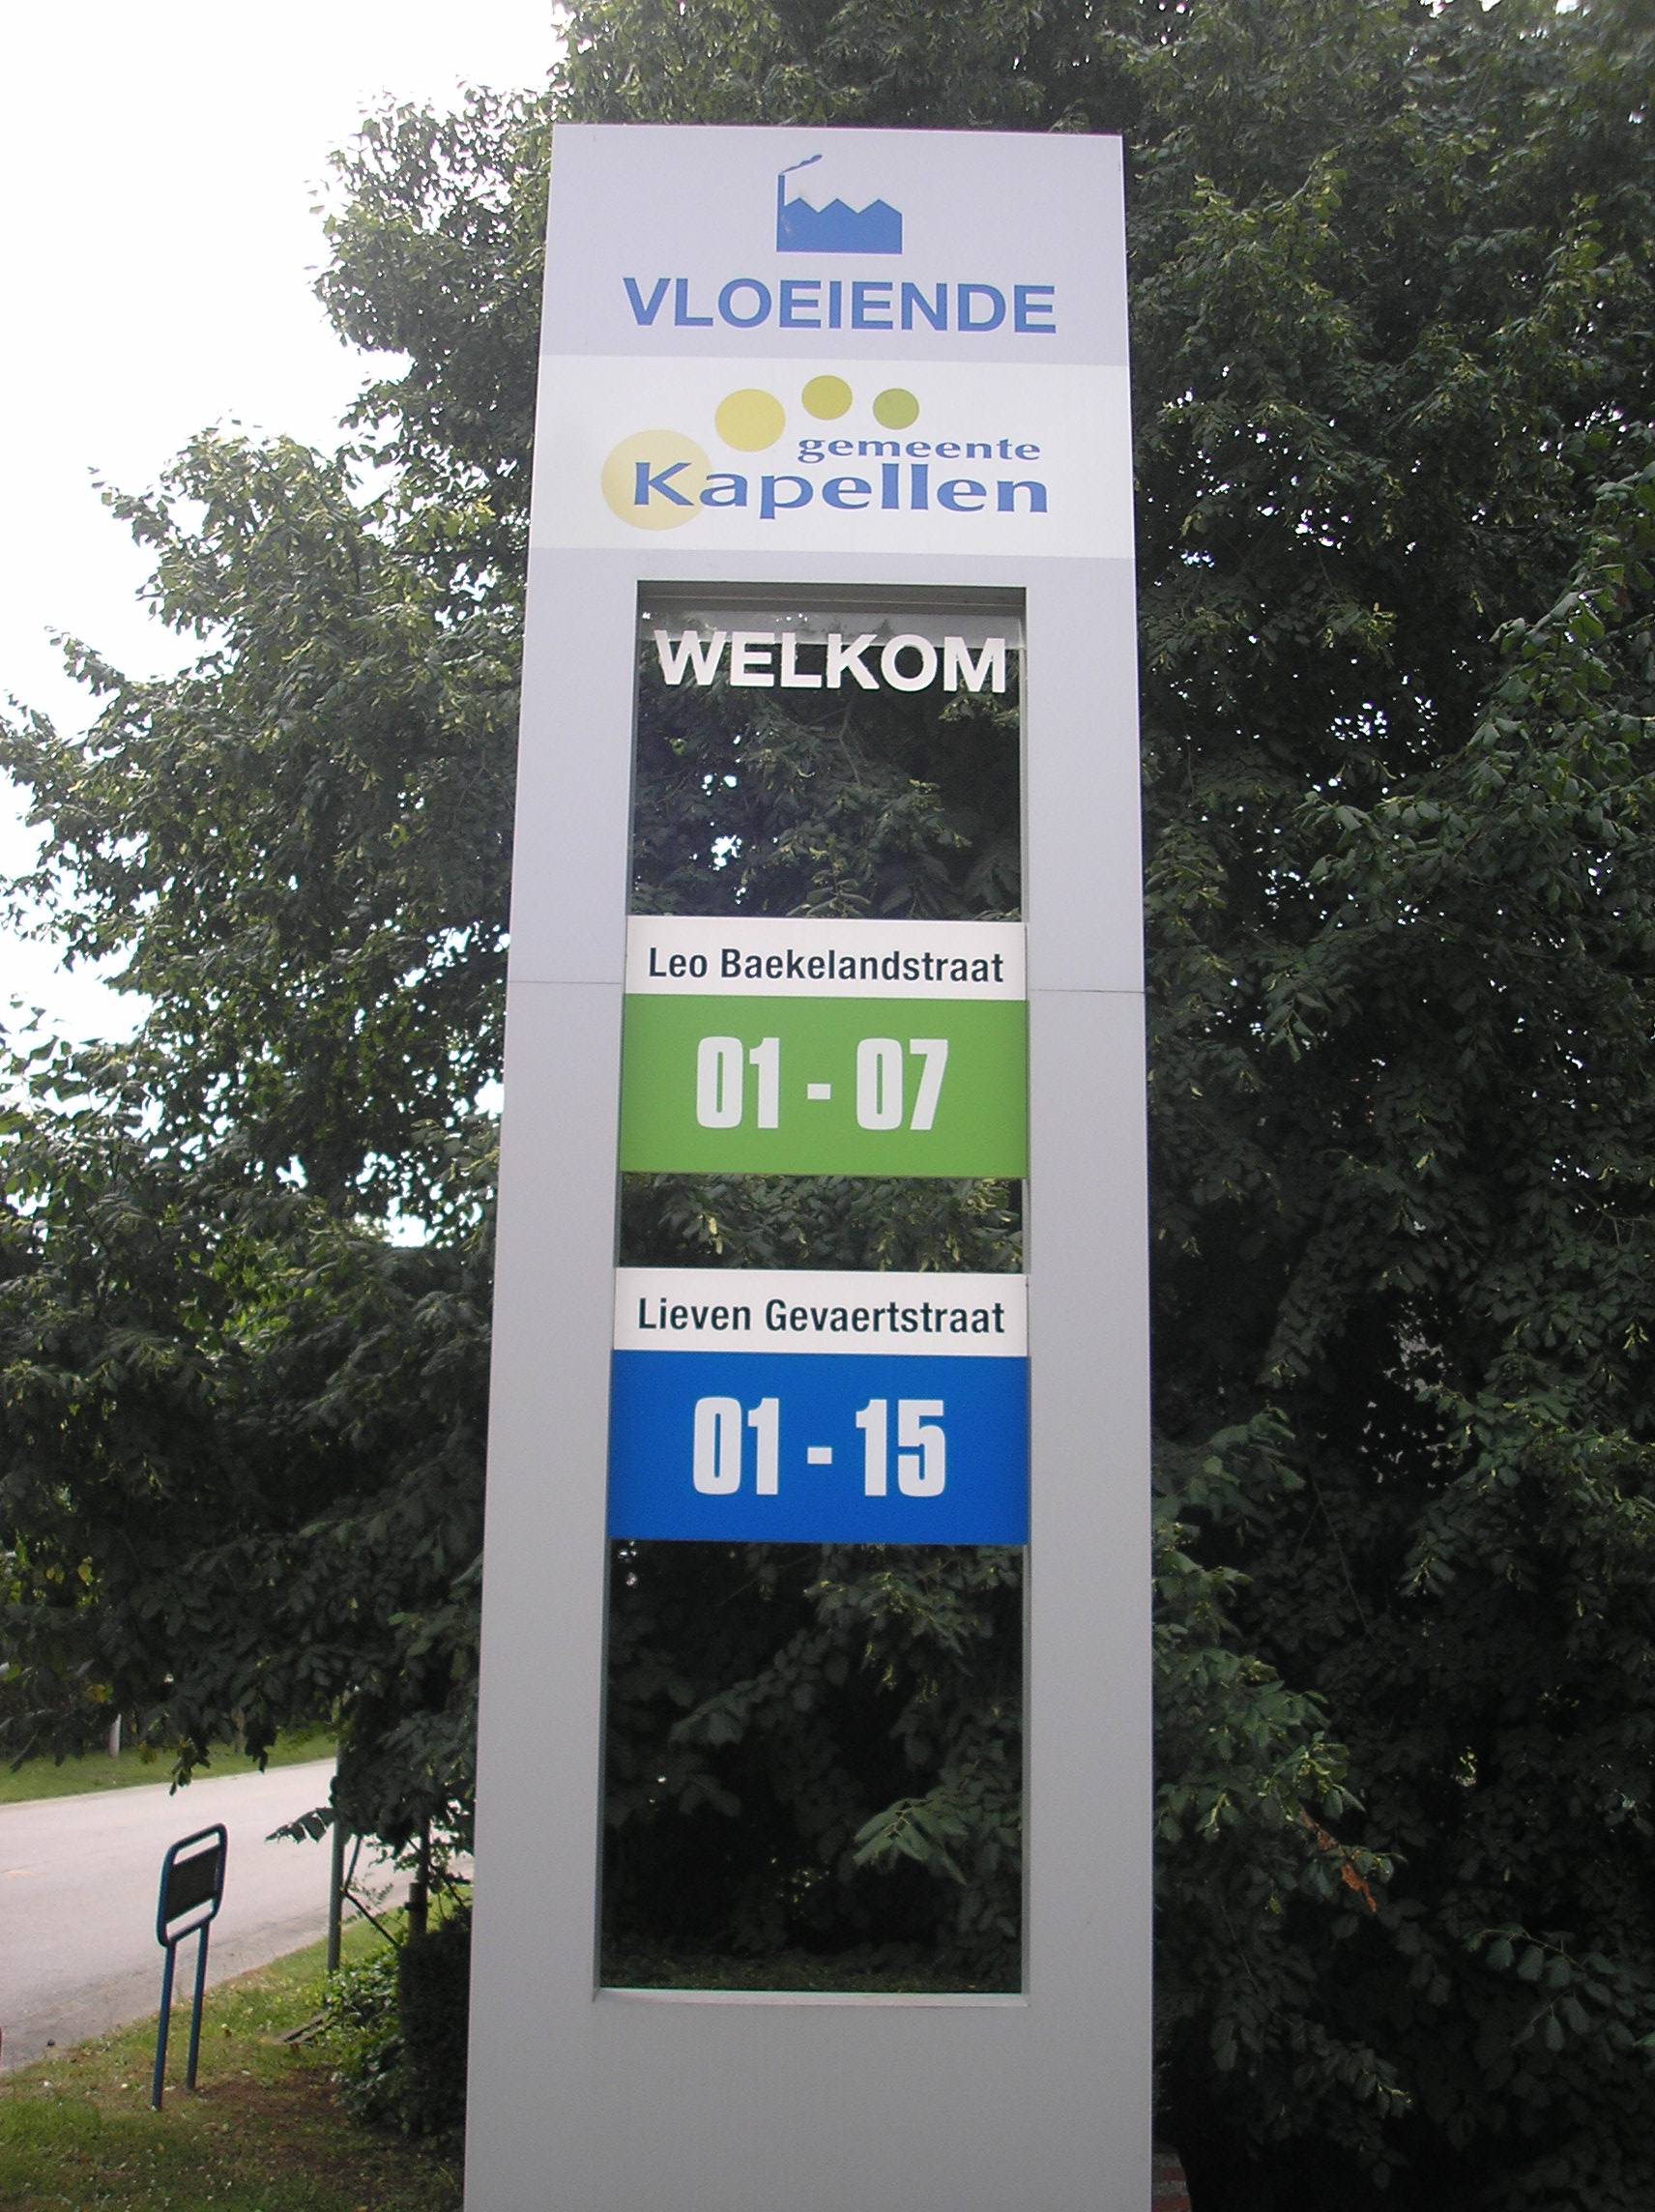 VLOEIENDE
gemeente
Kapellen
WELKOM
Leo Baekelandstraat
01 - 07
Lieven Gevaertstraat
01 - 15